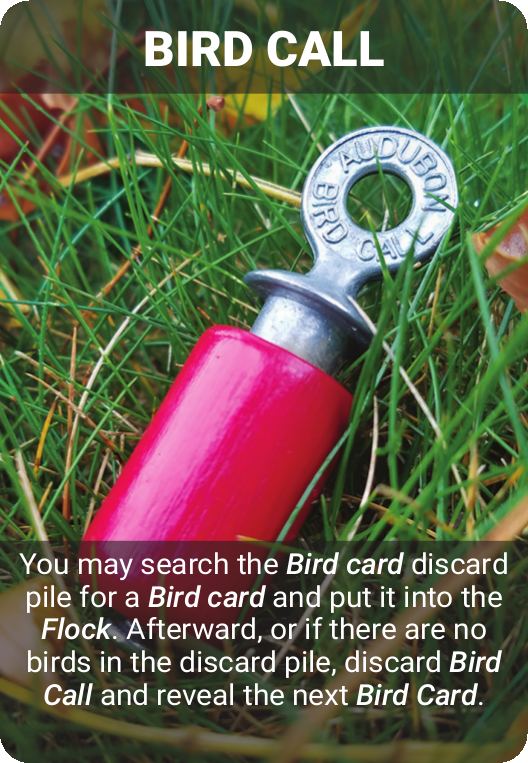 BIRD CALL
AUDUBON
BIRD CALL
You may search the Bird card discard
pile for a Bird card and put it into the
Flock. Afterward, or if there are no
birds in the discard pile, discard Bird
Call and reveal the next Bird Card.